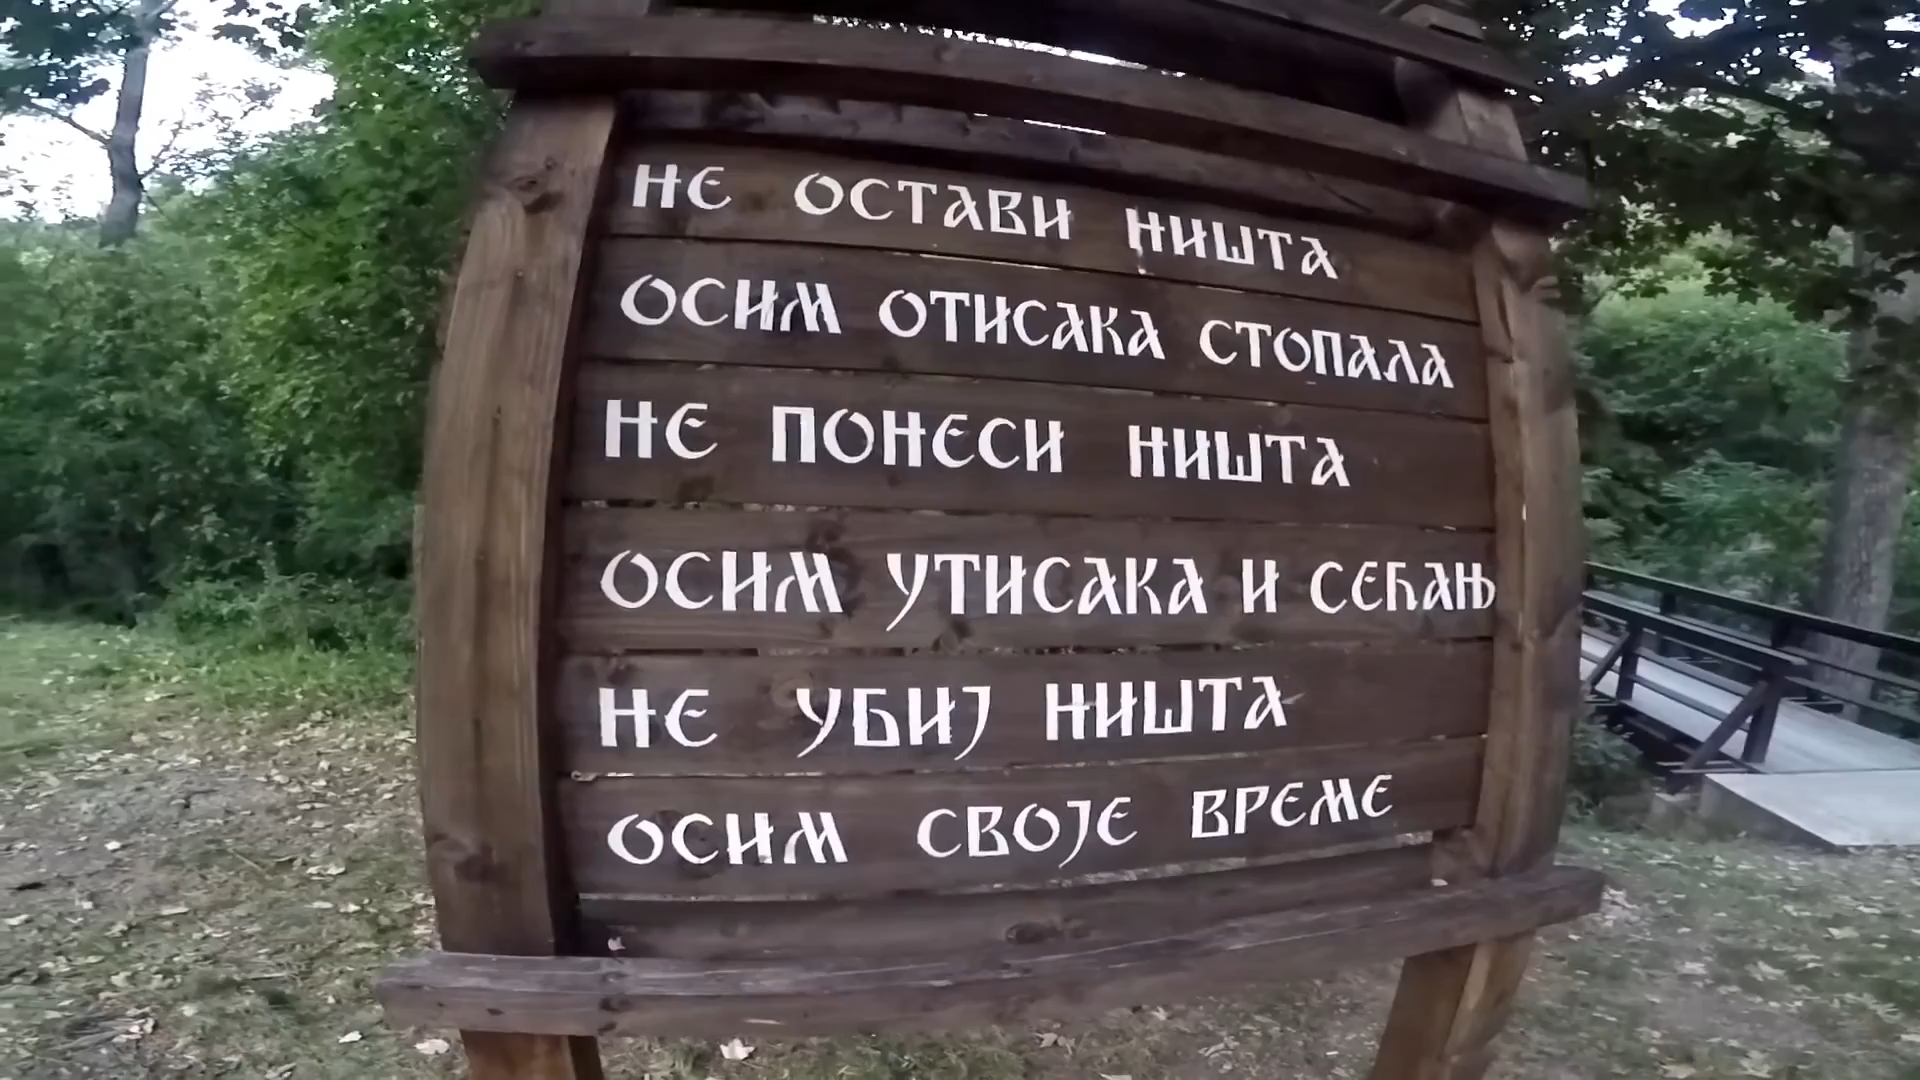 НЕ ОСТАВИ НИШТА
ОСИМ ОТИСАКА СТОПАЛА
НЕ ПОНЕСИ НИШТА
ОСИМ УТИСАКА И СЕЋАЊ
НЕ УБИЈ НИШТА
ОСИМ СВОЈЕ ВРЕМЕ